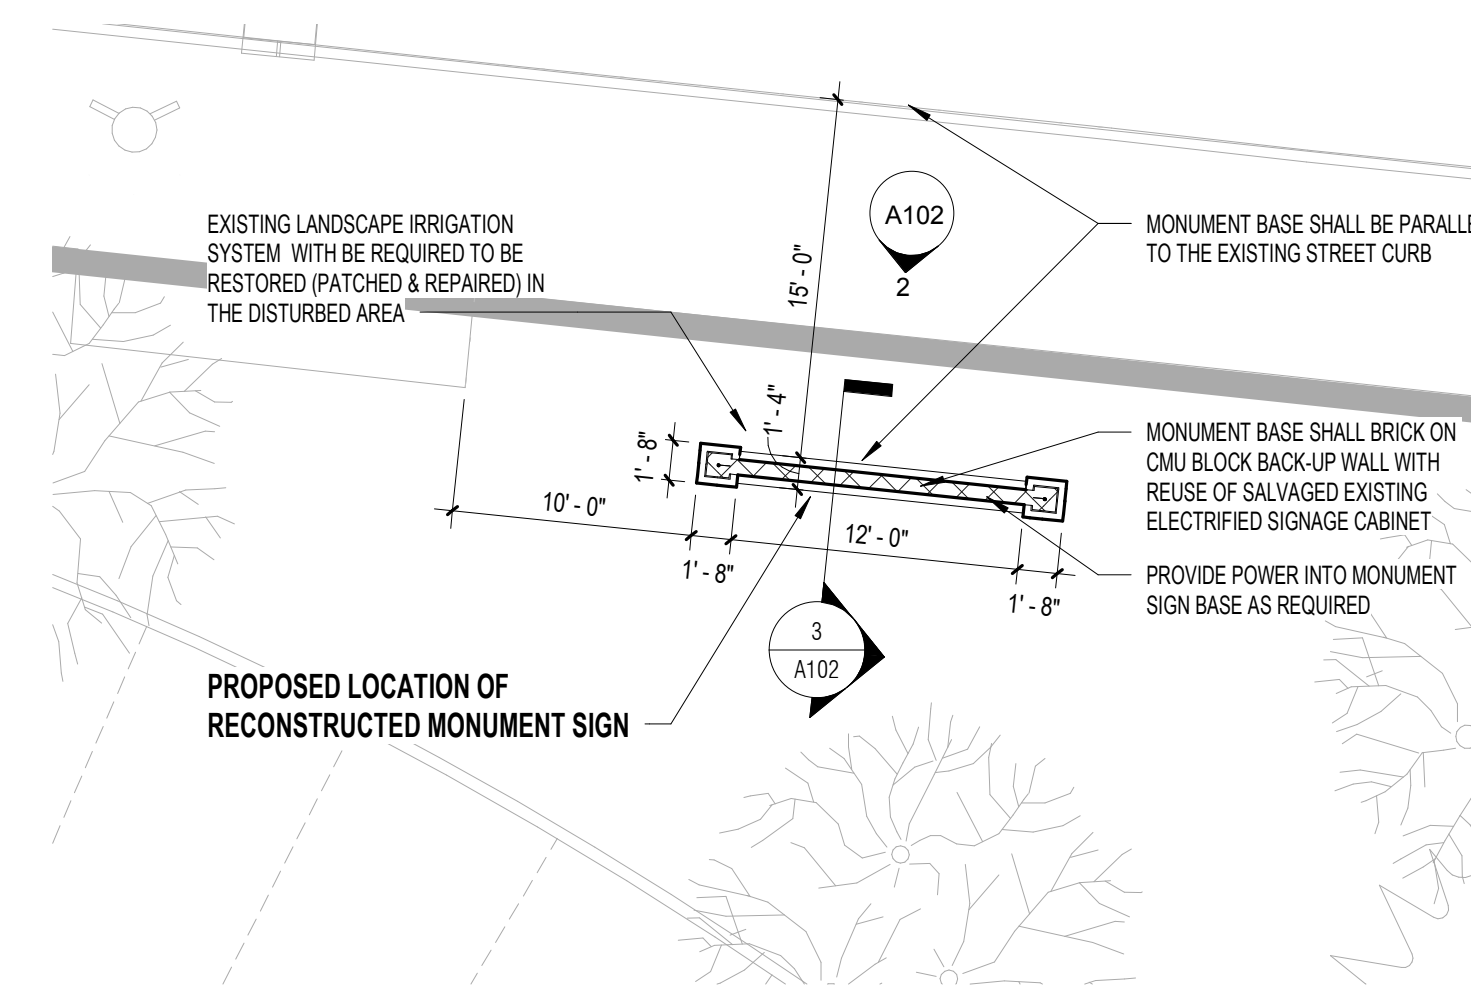 EXISTING LANDSCAPE IRRIGATION
SYSTEM WITH BE REQUIRED TO BE
RESTORED (PATCHED & REPAIRED) IN
THE DISTURBED AREA
A102
2
15' - 0"
MONUMENT BASE SHALL BE PARALLE
TO THE EXISTING STREET CURB
1' - 4"
1' - 8"
MONUMENT BASE SHALL BRICK ON
CMU BLOCK BACK-UP WALL WITH
REUSE OF SALVAGED EXISTING
ELECTRIFIED SIGNAGE CABINET
10' - 0"
12' - 0"
1' - 8"
1' - 8"
PROVIDE POWER INTO MONUMENT
SIGN BASE AS REQUIRED
3
A102
PROPOSED LOCATION OF
RECONSTRUCTED MONUMENT SIGN